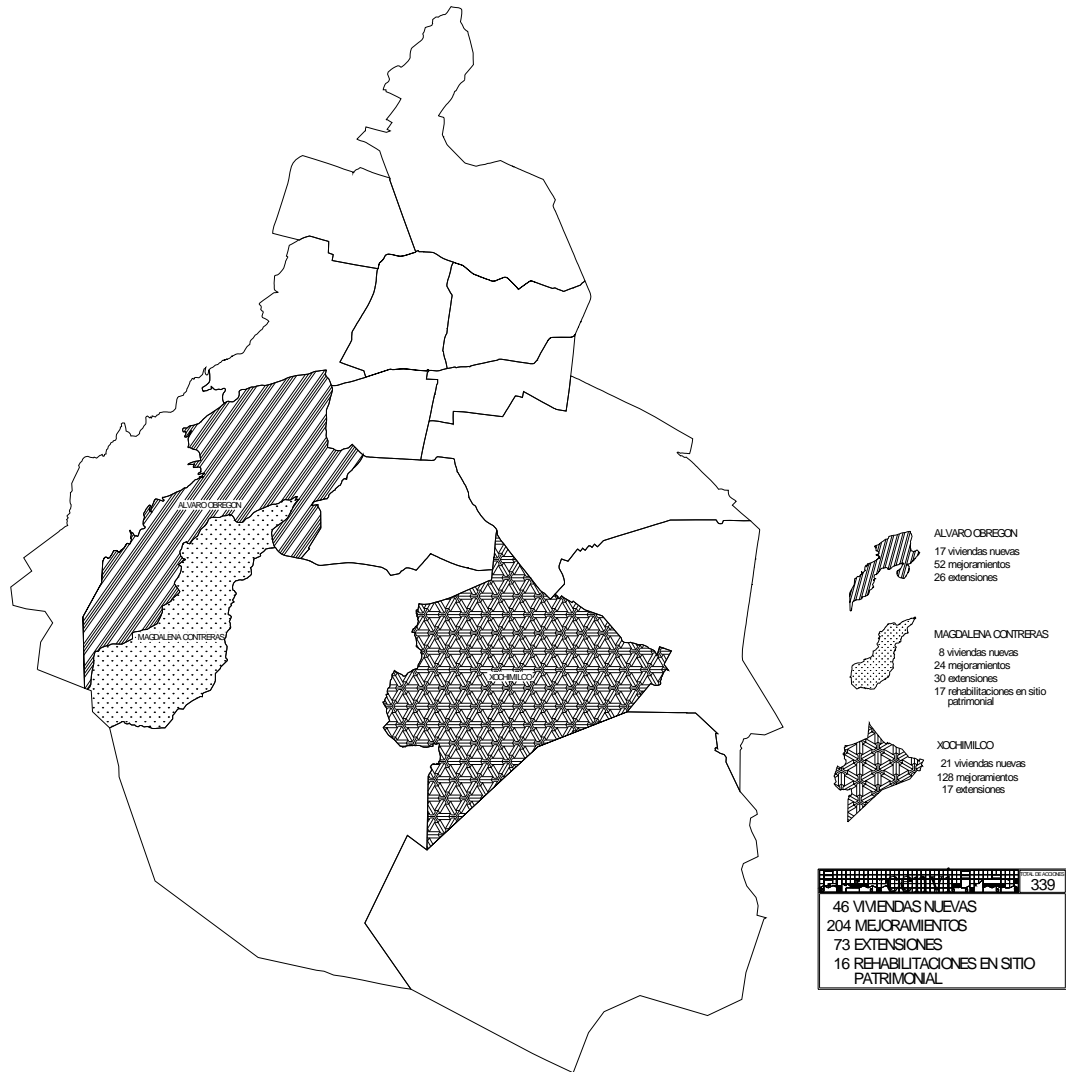 ALVARO OBREGON
MAGDALENA CONTRERAS
XOCHIMILCO
ALVARO OBREGON
17 viviendas nuevas
52 mejoramientos
26 extensiones
MAGDALENA CONTRERAS
8 viviendas nuevas
24 mejoramientos
30 extensiones
17 rehabilitaciones en sitio
patrimonial
XOCHIMILCO
21 viviendas nuevas
128 mejoramientos
17 extensiones
TOTAL DE ACCIONES
339
46 VIVIENDAS NUEVAS
204 MEJORAMIENTOS
73 EXTENSIONES
16 REHABILITACIONES EN SITIO
PATRIMONIAL